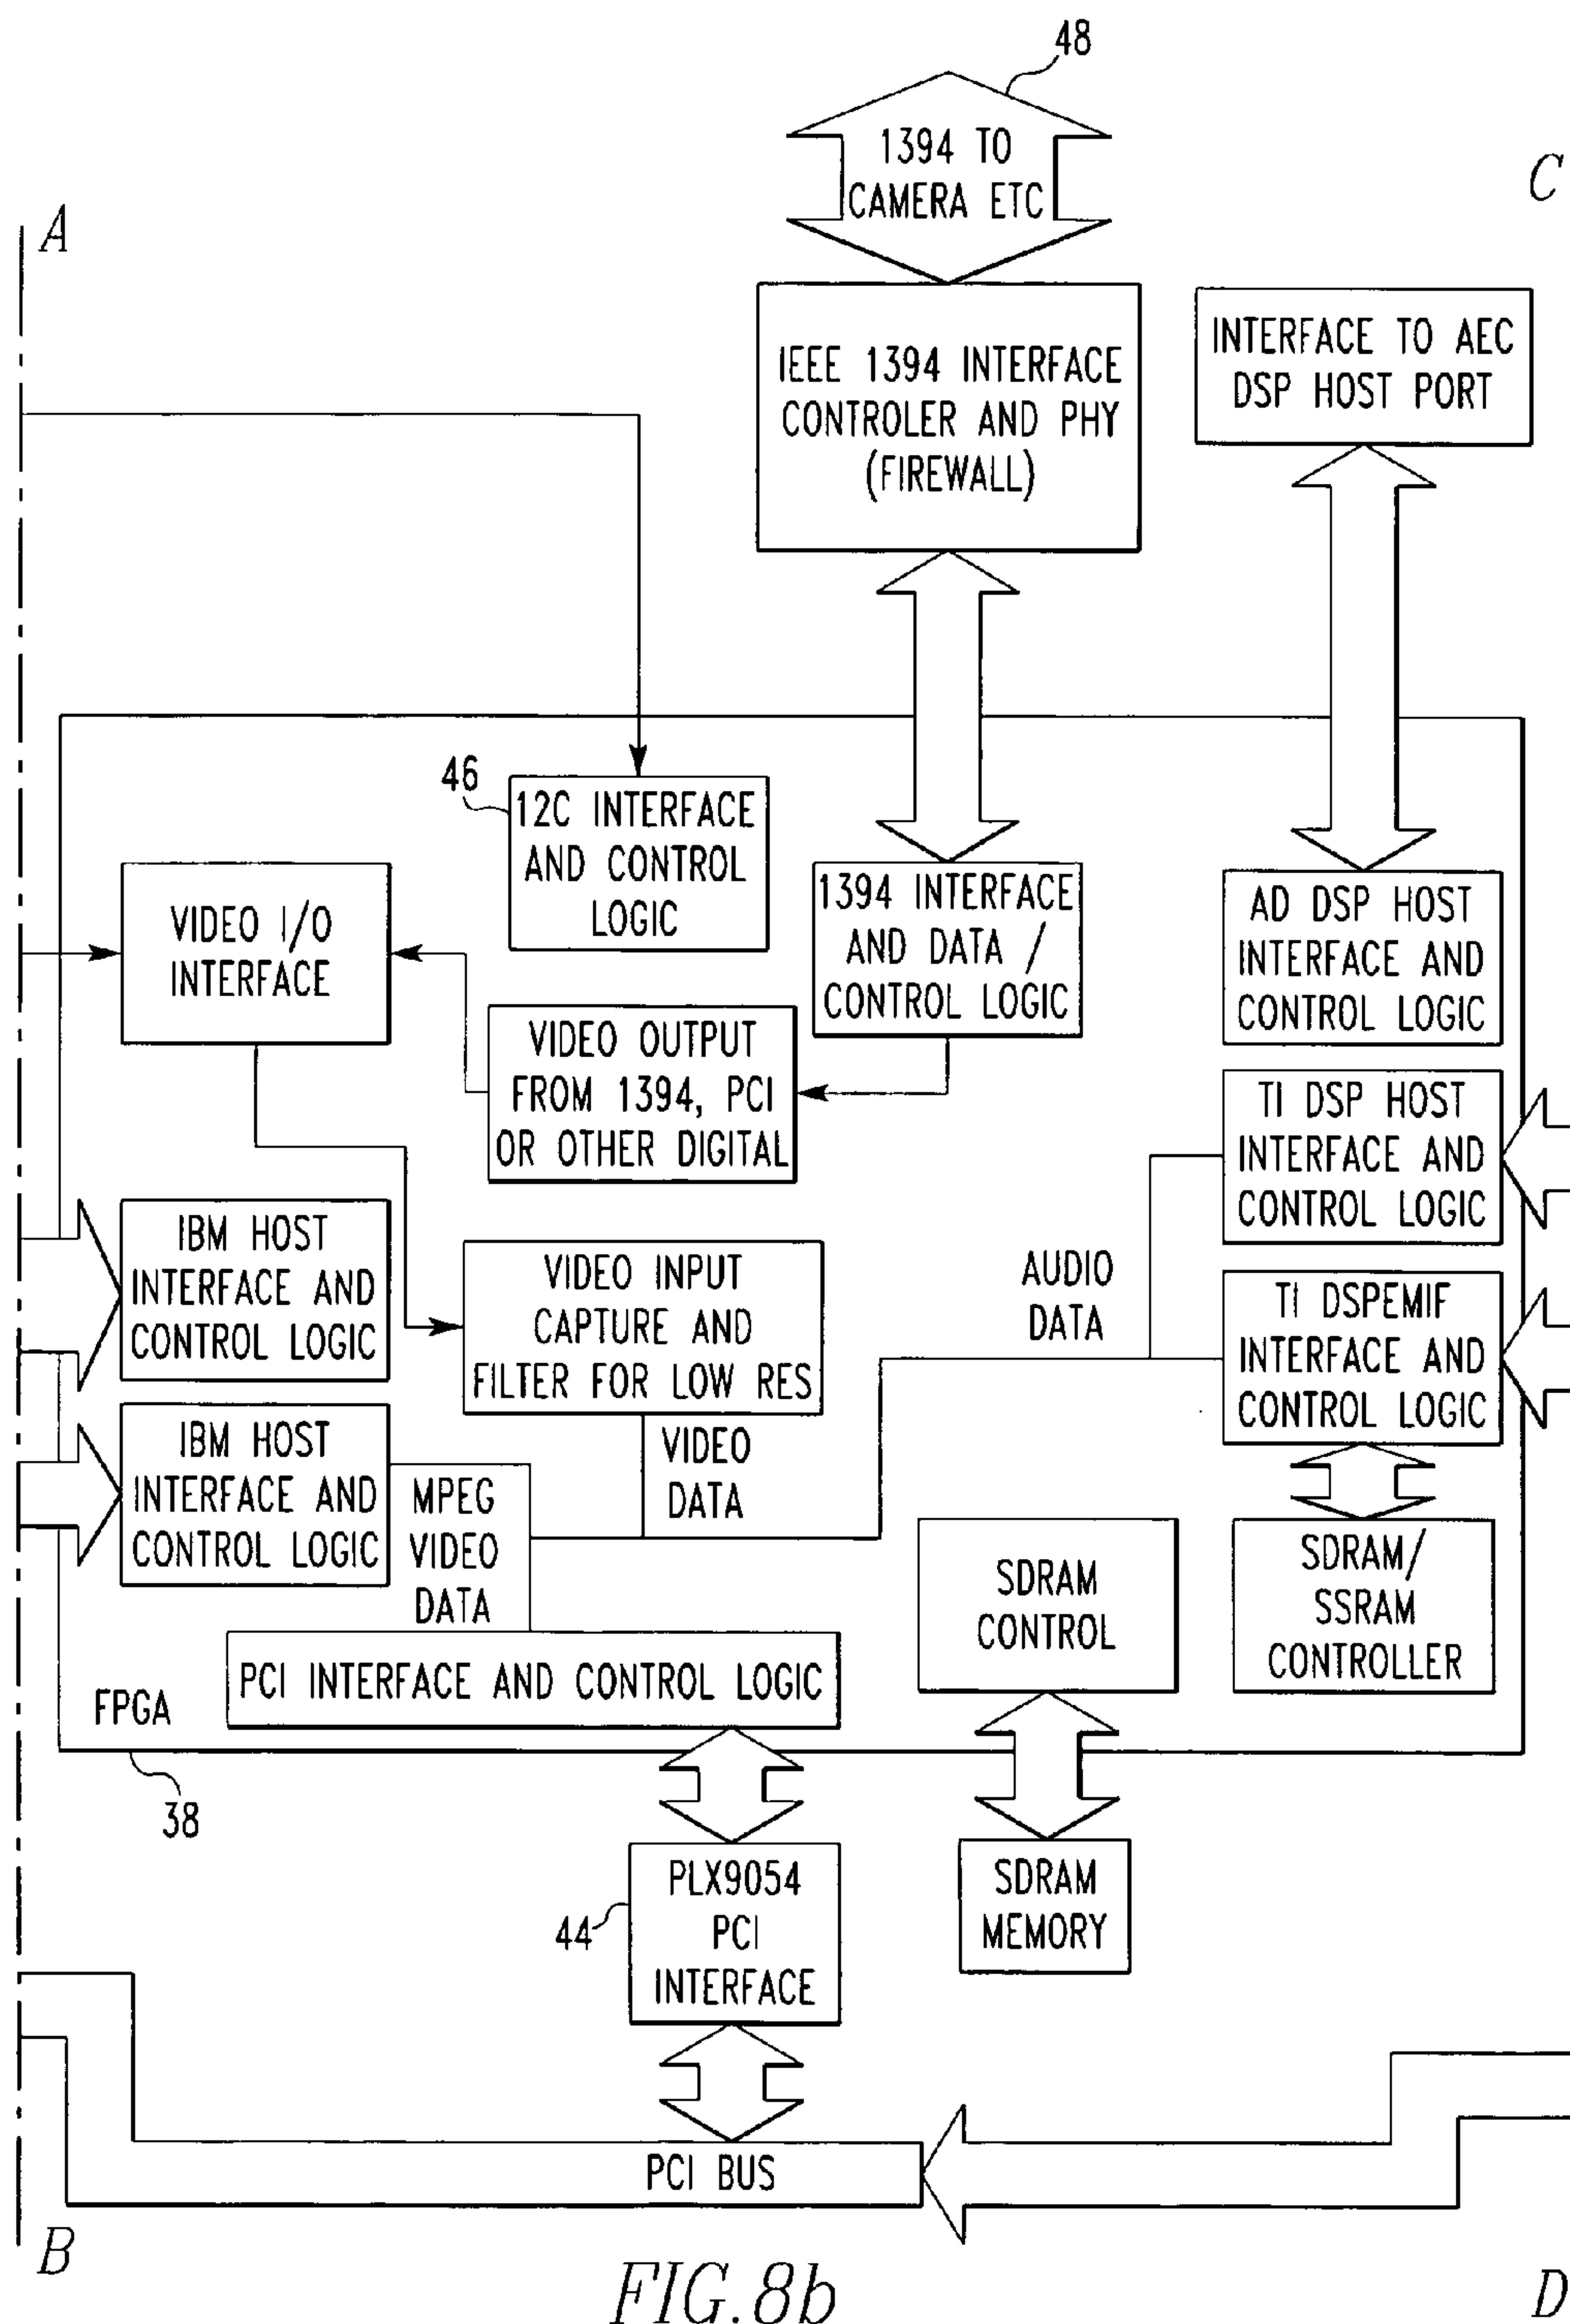 48
1394 TO
CAMERA ETC
C
A
IEEE 1394 INTERFACE
CONTROLER AND PHY
(FIREWALL)
INTERFACE TO AEC
DSP HOST PORT
46
12C INTERFACE
AND CONTROL
LOGIC
VIDEO I/O
INTERFACE
1394 INTERFACE
AND DATA /
CONTROL LOGIC
AD DSP HOST
INTERFACE AND
CONTROL LOGIC
VIDEO OUTPUT
FROM 1394, PCI
OR OTHER DIGITAL
TI DSP HOST
INTERFACE AND
CONTROL LOGIC
IBM HOST
INTERFACE AND
CONTROL LOGIC
VIDEO INPUT
CAPTURE AND
FILTER FOR LOW RES
AUDIO
DATA
TI DSPEMIF
INTERFACE AND
CONTROL LOGIC
IBM HOST
INTERFACE AND
CONTROL LOGIC
MPEG
VIDEO
DATA
VIDEO
DATA
SDRAM
CONTROL
SDRAM/
SSRAM
CONTROLLER
PCI INTERFACE AND CONTROL LOGIC
FPGA
38
44
PLX9054
PCI
INTERFACE
SDRAM
MEMORY
PCI BUS
B
D
FIG.8b